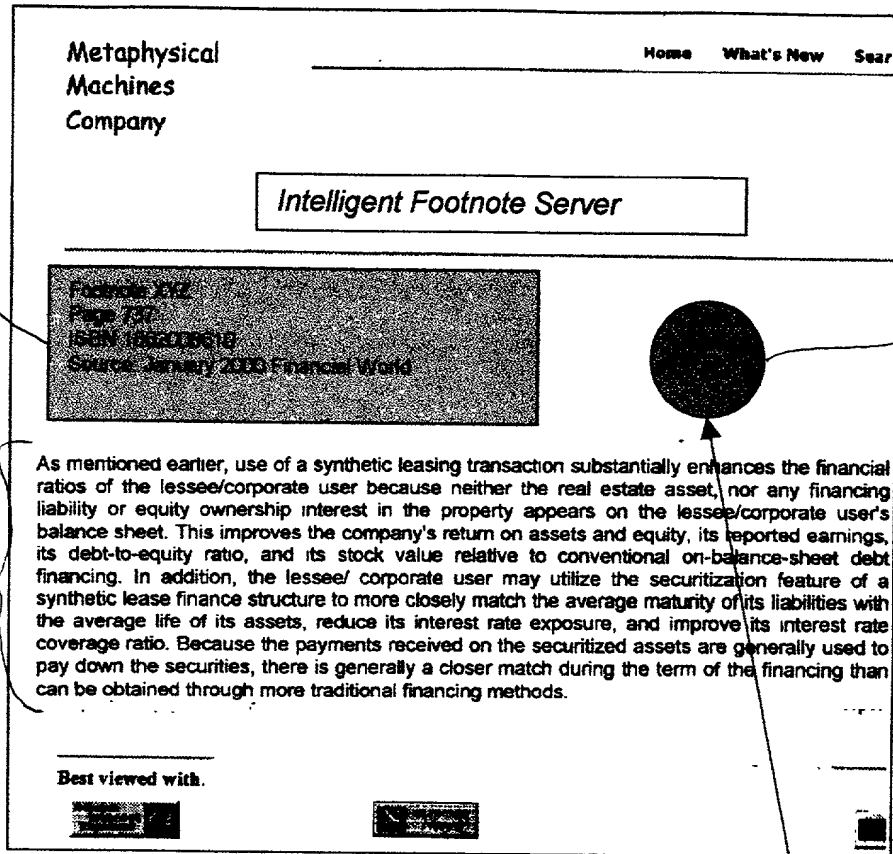 Metaphysical
Machines
Company
Home What's New Sear
Intelligent Footnote Server
Footnote XYZ
Page 737
ISBN
Source: January 2000 Financial World
As mentioned earlier, use of a synthetic leasing transaction substantially enhances the financial
ratios of the lessee/corporate user because neither the real estate asset, nor any financing
liability or equity ownership interest in the property appears on the lessee/corporate user's
balance sheet. This improves the company's return on assets and equity, its reported earnings,
its debt-to-equity ratio, and its stock value relative to conventional on-balance-sheet debt
financing. In addition, the lessee/ corporate user may utilize the securitization feature of a
synthetic lease finance structure to more closely match the average maturity of its liabilities with
the average life of its assets, reduce its interest rate exposure, and improve its interest rate
coverage ratio. Because the payments received on the securitized assets are generally used to
pay down the securities, there is generally a closer match during the term of the financing than
can be obtained through more traditional financing methods.
Best viewed with.